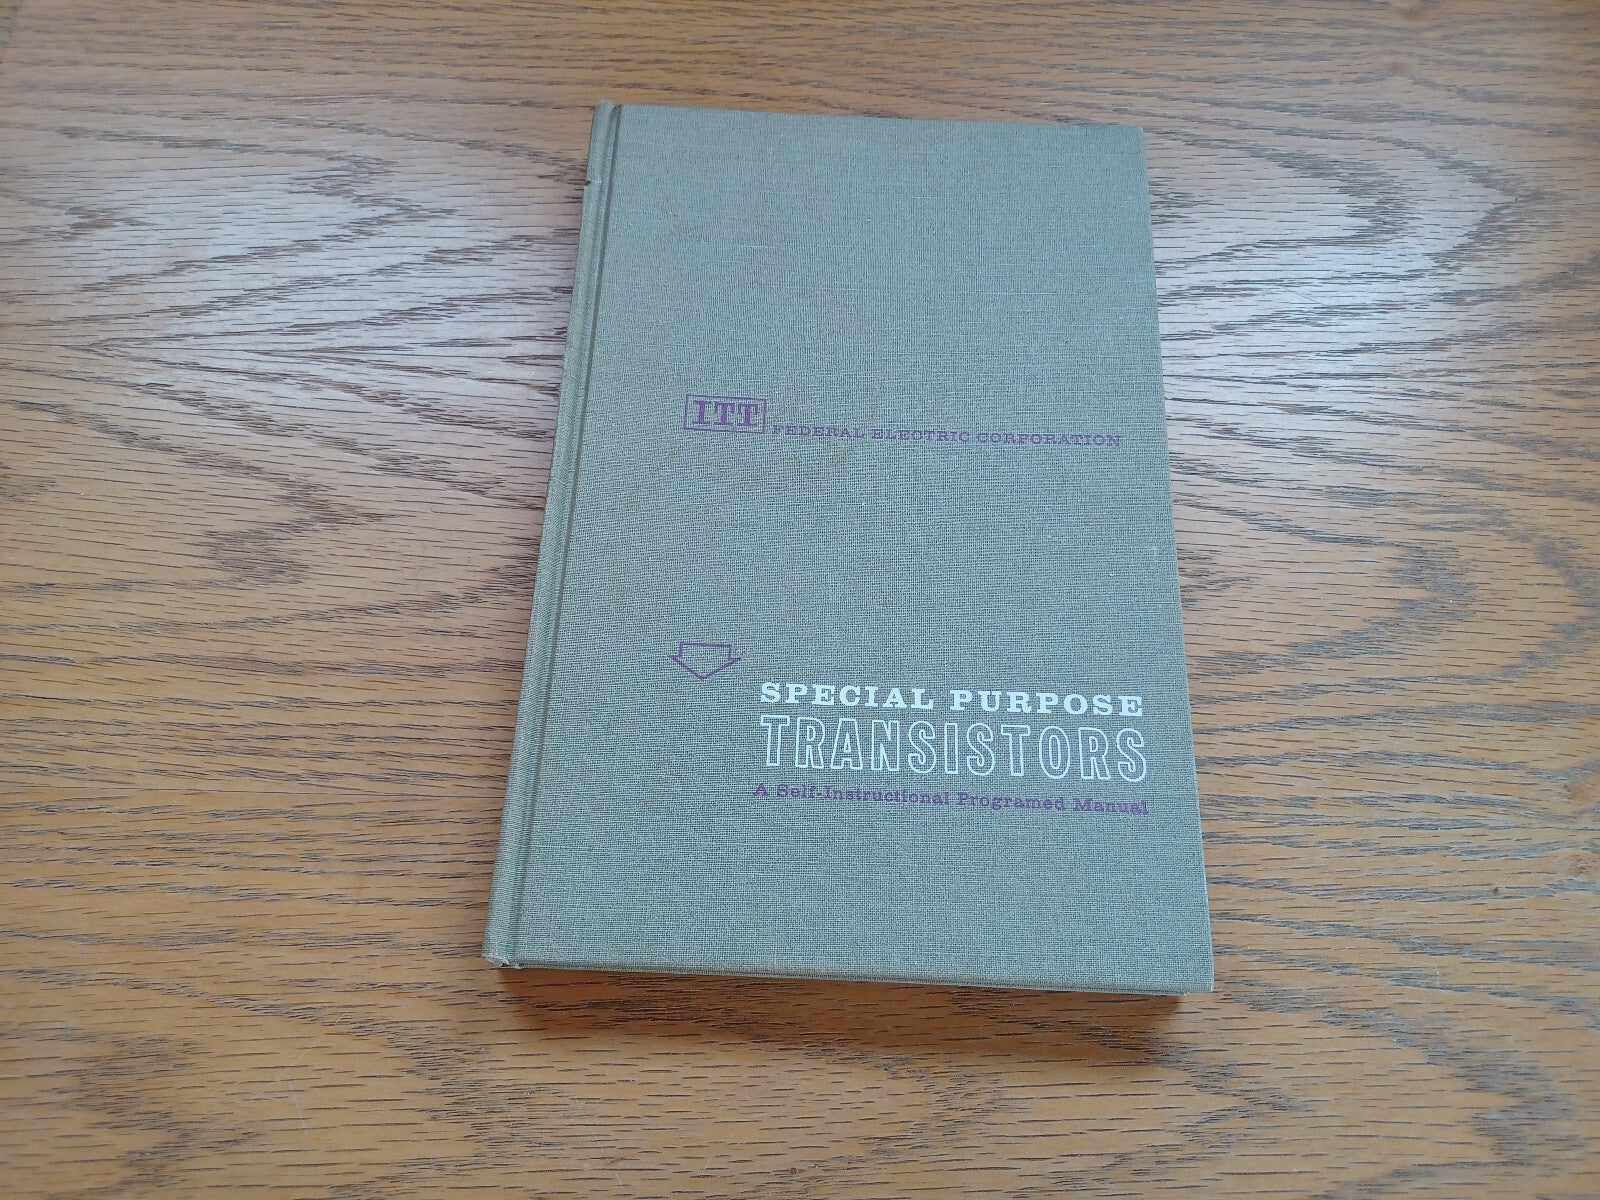 ITT FEDERAL ELECTRIC CORPORATION
SPECIAL PURPOSE
TRANSISTORS
A Self-Instructional Programed Manual